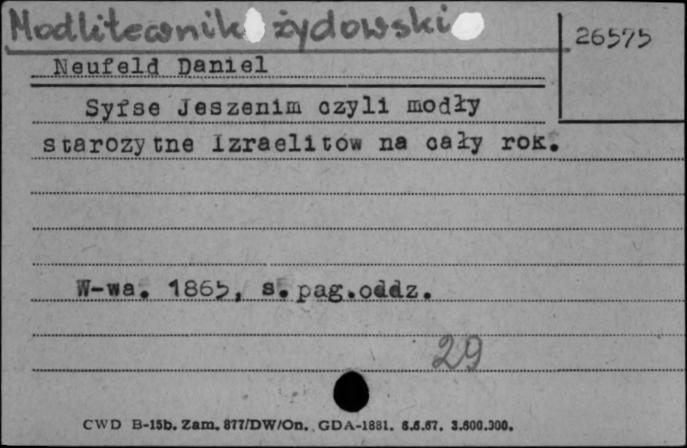 Modlitewnik żydowski
26575
Neufeld Daniel
Syfse Jeszenim czyli modły
starozytne Izraelitów na cały rok.
W-wa. 1865, s. pag.oddz.
29
CWD B-15b. Zam. 877/DW/On. GDA-1881. 6.6.67. 3.600.000.